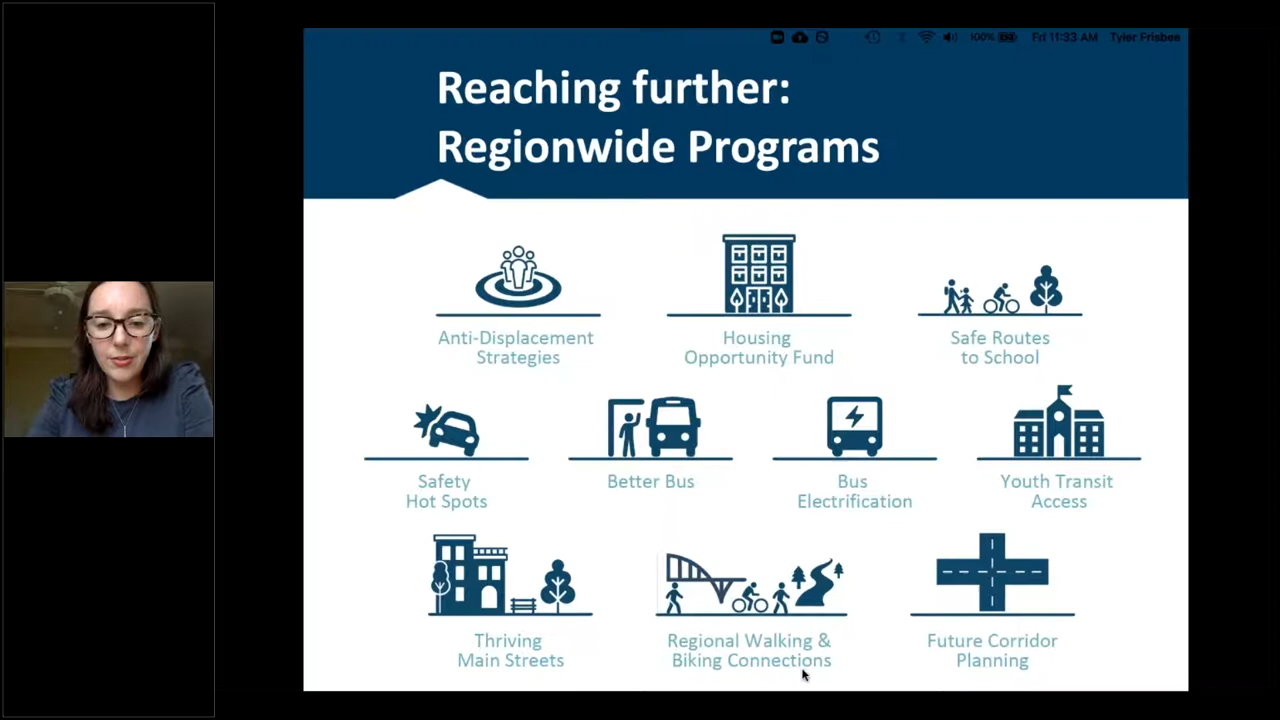 100% Fri 11:33 AM Tyler Frisbee
Reaching further:
Regionwide Programs
Anti-Displacement
Strategies
Housing
Opportunity Fund
Safe Routes
to School
Safety
Hot Spots
Better Bus
Bus
Electrification
Youth Transit
Access
Thriving
Main Streets
Regional Walking &
Biking Connections
Future Corridor
Planning